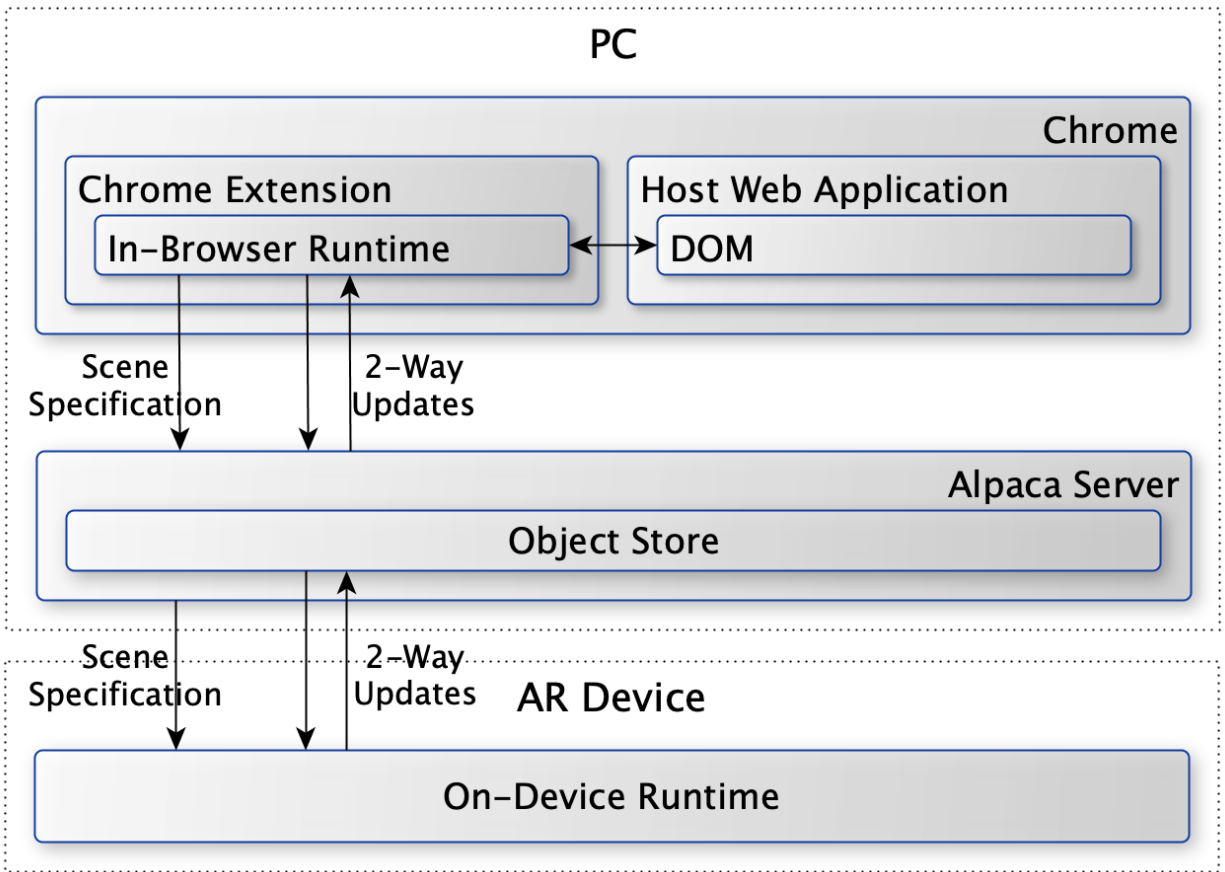 PC
Chrome
Chrome Extension
Host Web Application
In-Browser Runtime
DOM
Scene
Specification
2-Way
Updates
Alpaca Server
Object Store
Scene
Specification
2-Way
Updates
AR Device
On-Device Runtime